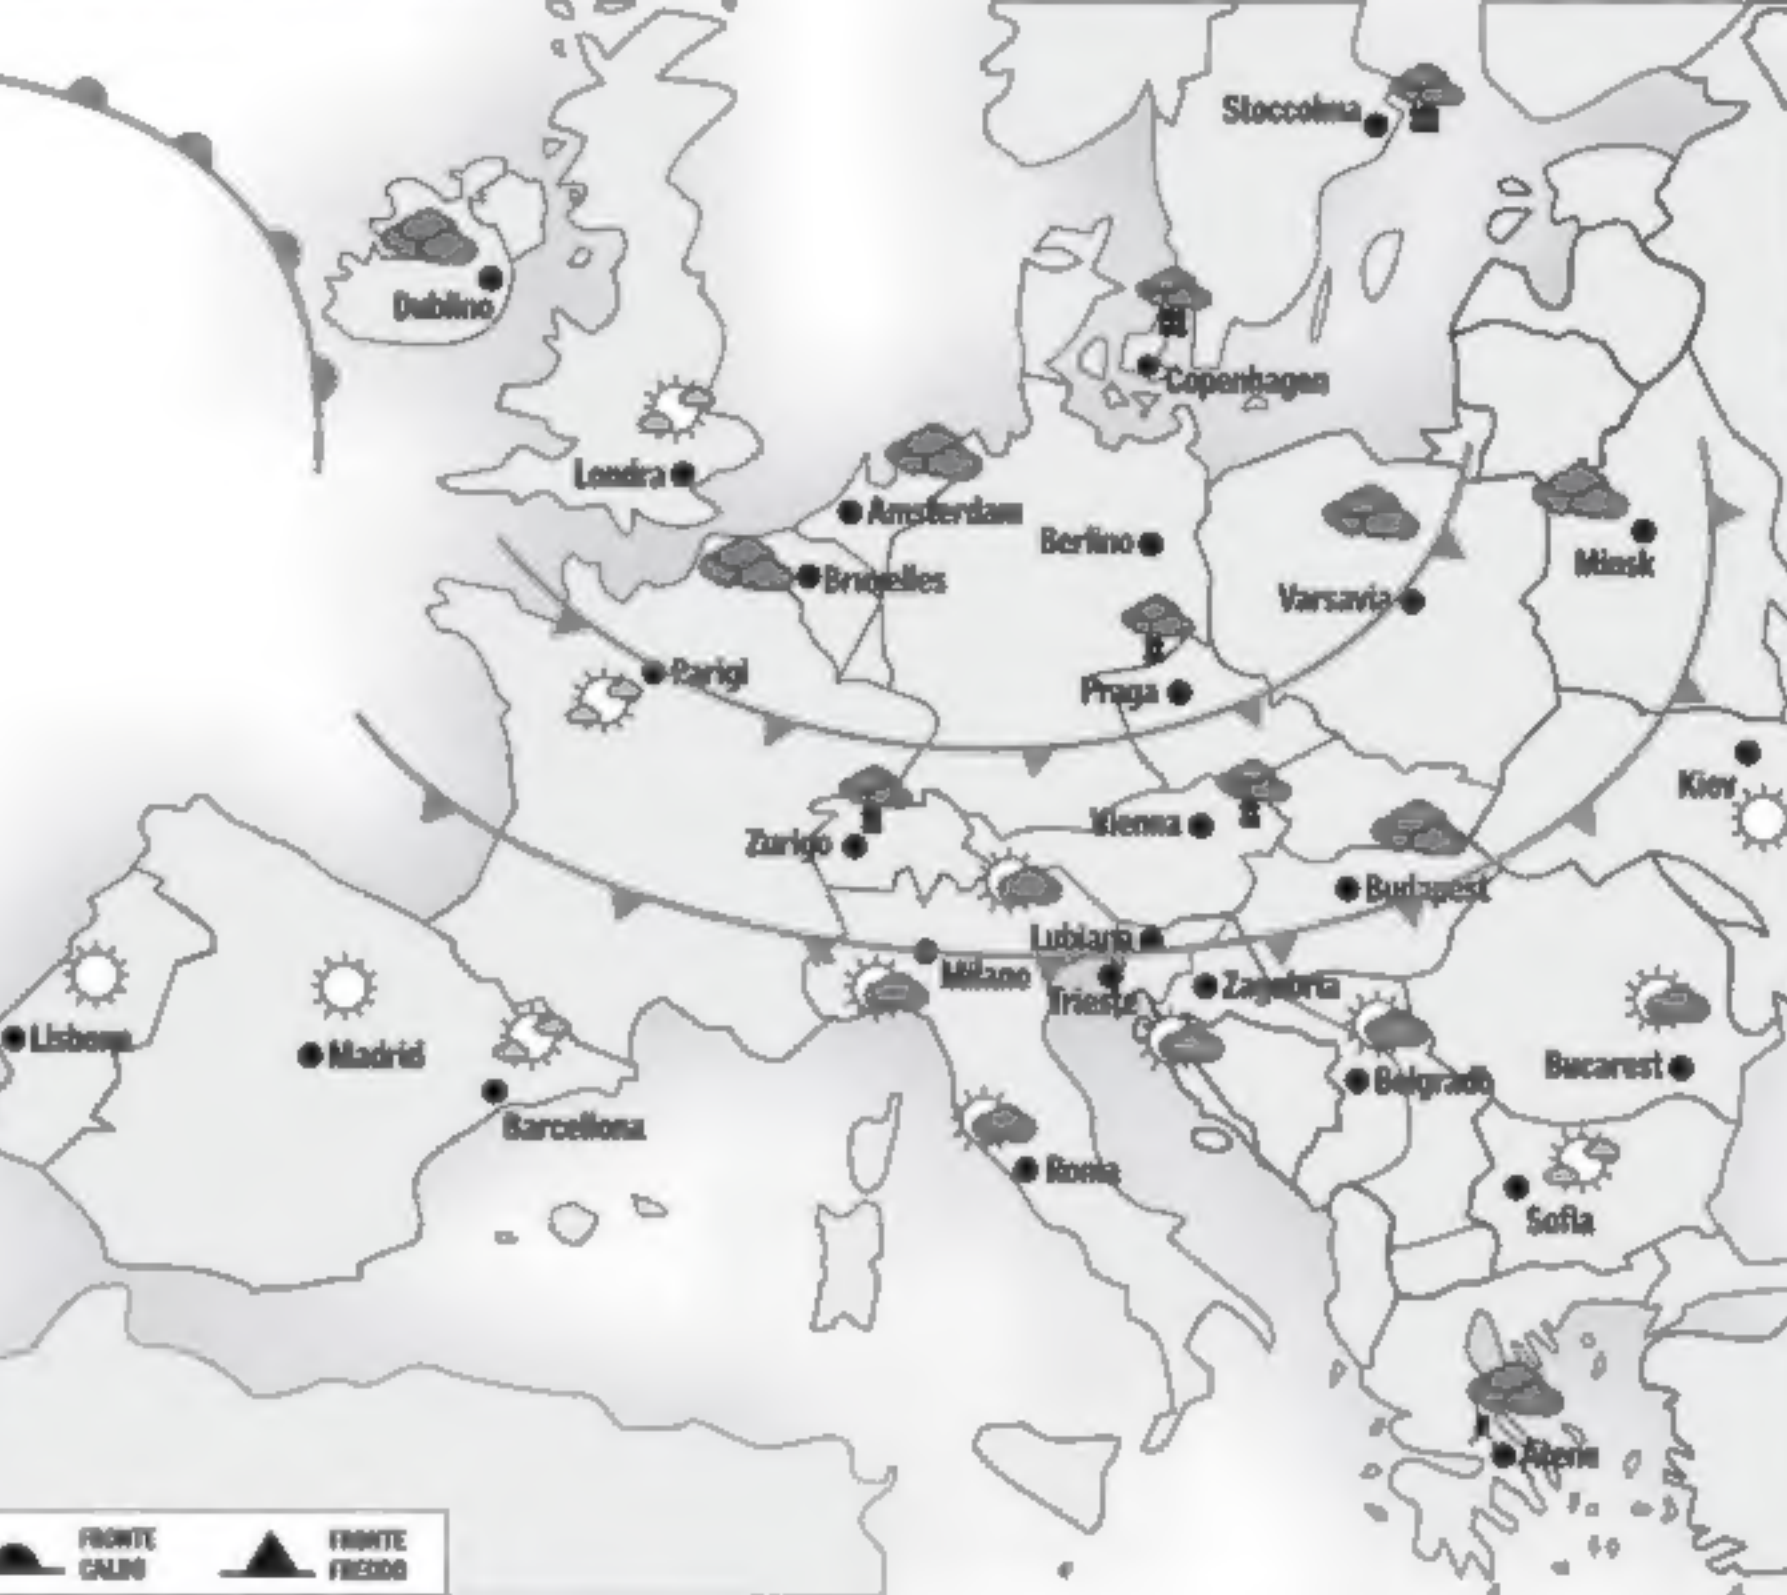 Stoccolma
Dublino
Copenhagen
Londra
Amsterdam
Berlino
Bruxelles
Minsk
Varsavia
Parigi
Praga
Kiev
Vienna
Zurigo
Budapest
Lubiana
Milano
Zagabria
Trieste
Lisbona
Madrid
Bucarest
Belgrado
Barcellona
Roma
Sofia
Atene
FRONTE
CALDO
FRONTE
FREDDO